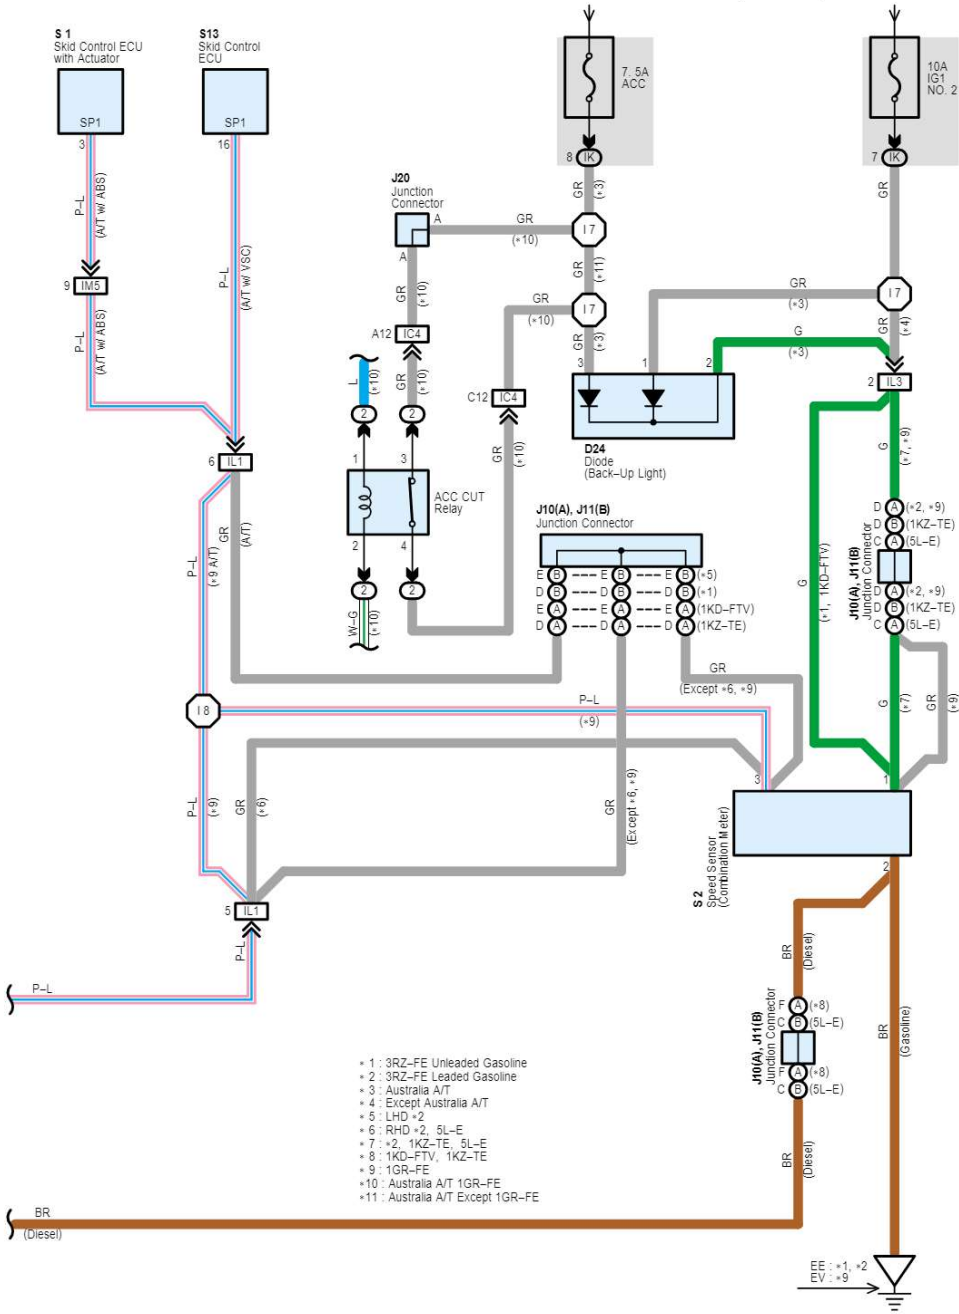 S 1
Skid Control ECU
with Actuator
S13
Skid Control
ECU
7. 5A
ACC
10A
IG1
NO. 2
SP1
SP1
3
16
8 IK
7 IK
P–L
(A/T w/ ABS)
P–L
(A/T w/ VSC)
J20
Junction
Connector
A
A
GR
(*10)
GR
(*3)
GR
I 7
GR
(*11)
9 IM5
P–L
(A/T w/ ABS)
GR
(*10)
GR
(*10)
I 7
GR
(*3)
I 7
GR
(*3)
GR
(*4)
G
(*3)
A12 IC4
L
(*10)
GR
(*10)
C12 IC4
3
1
2
2 IL3
2
2
GR
(*10)
D24
Diode
(Back–Up Light)
G
(*7, *9)
6 IL1
1
3
ACC CUT
Relay
2
4
GR
(A/T)
P–L
(*9 A/T)
J10(A), J11(B)
Junction Connector
E B E B E B (*5)
D B D B D B (*1)
E A E A E A (1KD–FTV)
D A D A D A (1KZ–TE)
G
(*1, 1KD–FTV)
D A (*2, *9)
D B (1KZ–TE)
C A (5L–E)
J10(A), J11(B)
Junction Connector
D A (*2, *9)
D B (1KZ–TE)
C A (5L–E)
2
2
W–G
(*10)
GR
(Except *6, *9)
P–L
(*9)
I 8
G
(*7)
GR
(*9)
P–L
(*9)
GR
(*6)
GR
(Except *6, *9)
3
1
S 2
Speed Sensor
(Combination Meter)
2
5 IL1
P–L
P–L
BR
(Diesel)
F A (*8)
C B (5L–E)
J10(A), J11(B)
Junction Connector
F A (*8)
C B (5L–E)
BR
(Gasoline)
BR
(Diesel)
* 1 : 3RZ–FE Unleaded Gasoline
* 2 : 3RZ–FE Leaded Gasoline
* 3 : Australia A/T
* 4 : Except Australia A/T
* 5 : LHD *2
* 6 : RHD *2, 5L–E
* 7 : *2, 1KZ–TE, 5L–E
* 8 : 1KD–FTV, 1KZ–TE
* 9 : 1GR–FE
*10 : Australia A/T 1GR–FE
*11 : Australia A/T Except 1GR–FE
BR
(Diesel)
EE : *1, *2
EV : *9